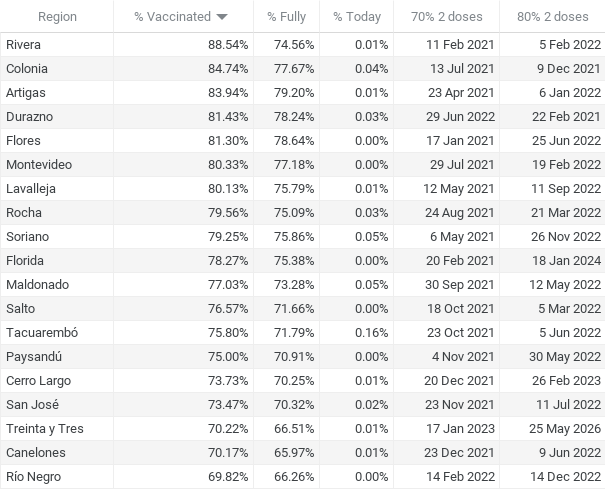 Region % Vaccinated % Fully % Today 70% 2 doses 80% 2 doses
Rivera 88.54% 74.56% 0.01% 11 Feb 2021 5 Feb 2022
Colonia 84.74% 77.67% 0.04% 13 Jul 2021 9 Dec 2021
Artigas 83.94% 79.20% 0.01% 23 Apr 2021 6 Jan 2022
Durazno 81.43% 78.24% 0.03% 29 Jun 2022 22 Feb 2021
Flores 81.30% 78.64% 0.00% 17 Jan 2021 25 Jun 2022
Montevideo 80.33% 77.18% 0.00% 29 Jul 2021 19 Feb 2022
Lavalleja 80.13% 75.79% 0.01% 12 May 2021 11 Sep 2022
Rocha 79.56% 75.09% 0.03% 24 Aug 2021 21 Mar 2022
Soriano 79.25% 75.86% 0.05% 6 May 2021 26 Nov 2022
Florida 78.27% 75.38% 0.00% 20 Feb 2021 18 Jan 2024
Maldonado 77.03% 73.28% 0.05% 30 Sep 2021 12 May 2022
Salto 76.57% 71.66% 0.00% 18 Oct 2021 5 Mar 2022
Tacuarembó 75.80% 71.79% 0.16% 23 Oct 2021 5 Jun 2022
Paysandú 75.00% 70.91% 0.00% 4 Nov 2021 30 May 2022
Cerro Largo 73.73% 70.25% 0.01% 20 Dec 2021 26 Feb 2023
San José 73.47% 70.32% 0.02% 23 Nov 2021 11 Jul 2022
Treinta y Tres 70.22% 66.51% 0.01% 17 Jan 2023 25 May 2026
Canelones 70.17% 65.97% 0.01% 23 Dec 2021 9 Jun 2022
Río Negro 69.82% 66.26% 0.00% 14 Feb 2022 14 Dec 2022